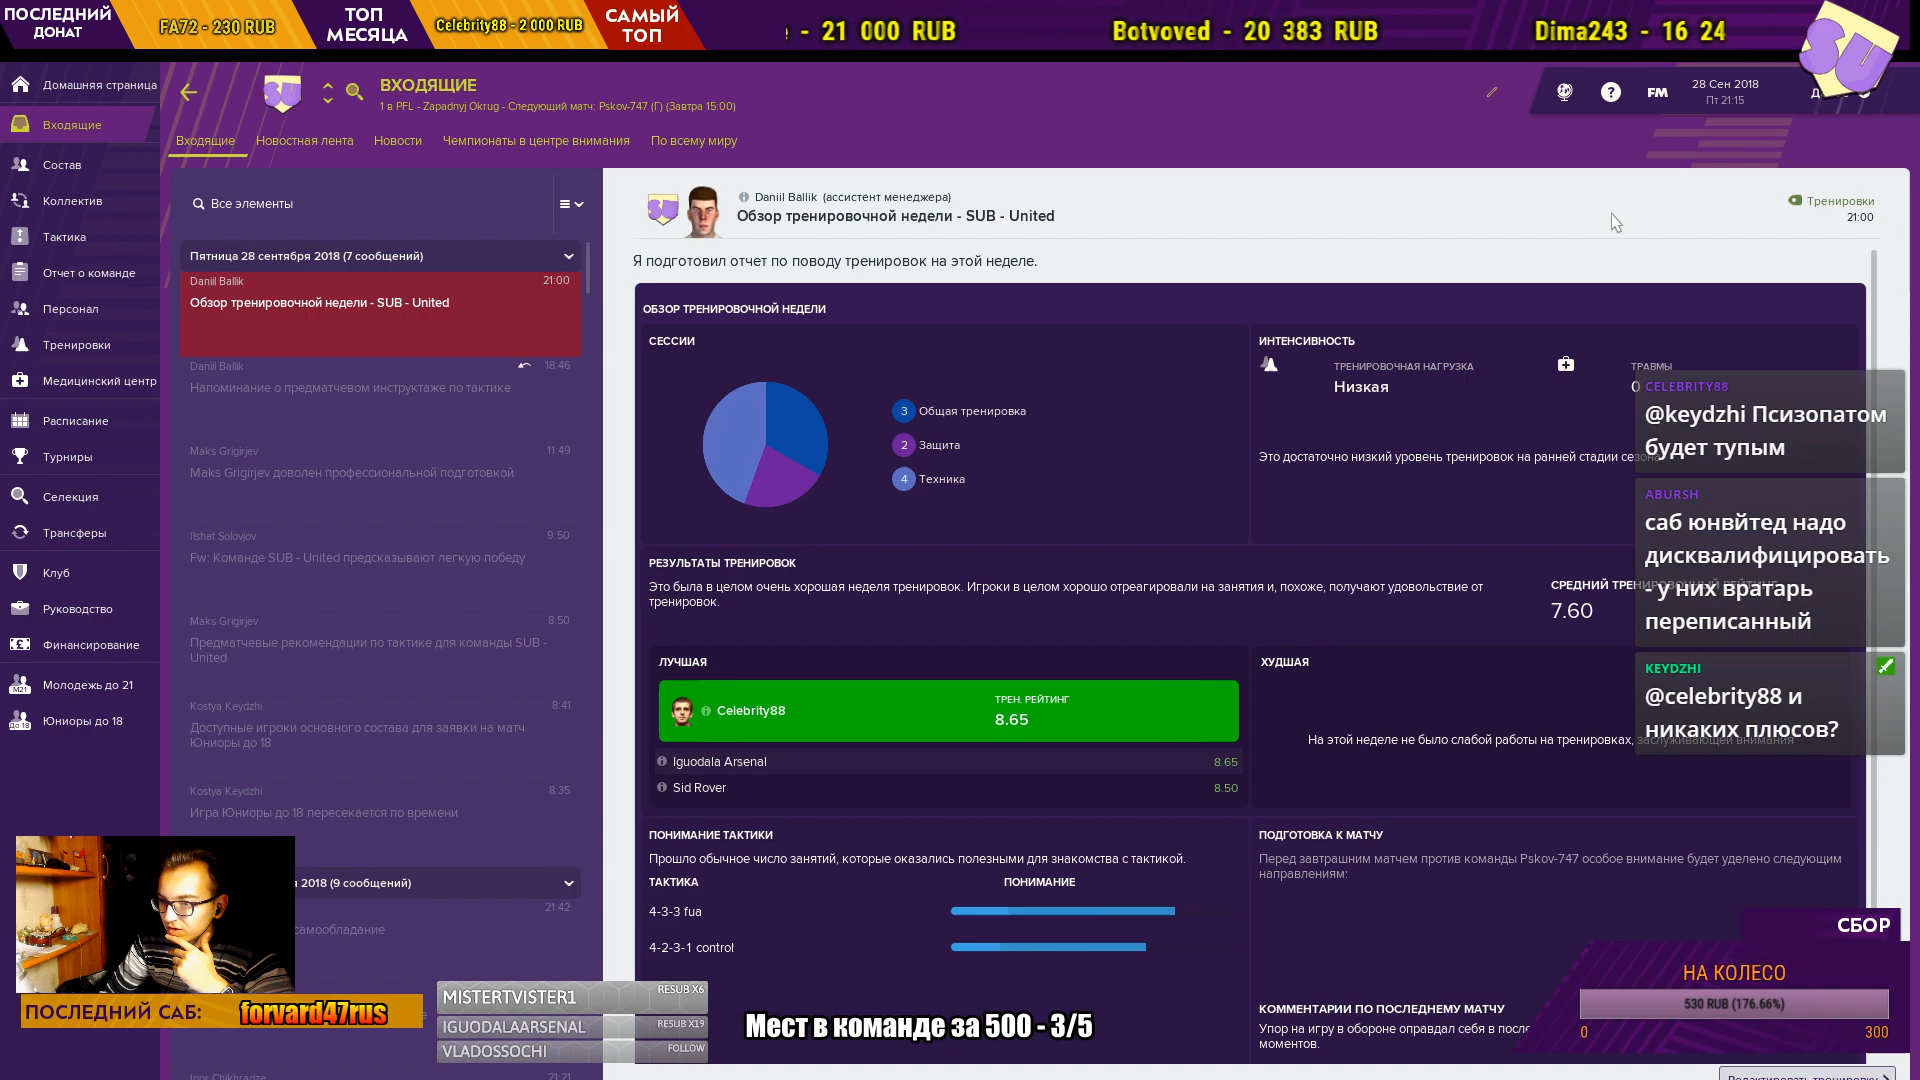 ПОСЛЕДНИЙ
ДОНАТ
FA72 - 230 RUB
ТОП
МЕСЯЦА
Celebrity88 - 2 000 RUB
САМЫЙ
ТОП
- 21 000 RUB
Botvoved - 20 383 RUB
Dima243 - 16 24
SU
Домашняя страница
Входящие
Состав
Коллектив
Тактика
Отчет о команде
Персонал
Тренировки
Медицинский центр
Расписание
Турниры
Селекция
Трансферы
Клуб
Руководство
Финансирование
Молодежь до 21
Юниоры до 18
ВХОДЯЩИЕ
1 в PFL - Zapadnyj Okrug - Следующий матч: Pskov-747 (Г) (Завтра 15:00)
FM
28 Сен 2018
Пт 21:15
Входящие
Новостная лента
Новости
Чемпионаты в центре внимания
По всему миру
Все элементы
Пятница 28 сентября 2018 (7 сообщений)
Daniil Ballik 21:00
Обзор тренировочной недели - SUB - United
Daniil Ballik 18:46
Напоминание о предматчевом инструктаже по тактике
Maks Grigirjev 11:49
Maks Grigirjev доволен профессиональной подготовкой
Ilshat Solovjov 9:50
Fw: Команде SUB - United предсказывают легкую победу
Maks Grigirjev 8:50
Предматчевые рекомендации по тактике для команды SUB -
United
Kostya Keydzhi 8:41
Доступные игроки основного состава для заявки на матч
Юниоры до 18
Kostya Keydzhi 8:35
Игра Юниоры до 18 пересекается по времени
2018 (9 сообщений)
21:42
самообладание
Igor Chikhradze 21:21
Daniil Ballik (ассистент менеджера)
Обзор тренировочной недели - SUB - United
Тренировки
21:00
Я подготовил отчет по поводу тренировок на этой неделе.
ОБЗОР ТРЕНИРОВОЧНОЙ НЕДЕЛИ
СЕССИИ
3 Общая тренировка
2 Защита
4 Техника
ИНТЕНСИВНОСТЬ
ТРЕНИРОВОЧНАЯ НАГРУЗКА
Низкая
ТРАВМЫ
0
Это достаточно низкий уровень тренировок на ранней стадии сезона
РЕЗУЛЬТАТЫ ТРЕНИРОВОК
Это была в целом очень хорошая неделя тренировок. Игроки в целом хорошо отреагировали на занятия и, похоже, получают удовольствие от
тренировок.
СРЕДНИЙ ТРЕНИРОВОЧНЫЙ РЕЙТИНГ
7.60
ЛУЧШАЯ
Celebrity88
ТРЕН. РЕЙТИНГ
8.65
Iguodala Arsenal 8.65
Sid Rover 8.50
ХУДШАЯ
На этой неделе не было слабой работы на тренировках, заслуживающей внимания
ПОНИМАНИЕ ТАКТИКИ
Прошло обычное число занятий, которые оказались полезными для знакомства с тактикой.
ТАКТИКА ПОНИМАНИЕ
4-3-3 fua
4-2-3-1 control
ПОДГОТОВКА К МАТЧУ
Перед завтрашним матчем против команды Pskov-747 особое внимание будет уделено следующим
направлениям:
КОММЕНТАРИИ ПО ПОСЛЕДНЕМУ МАТЧУ
Упор на игру в обороне оправдал себя в
моментов.
Редактировать тренировку
CELEBRITY88
@keydzhi Психопатом
будет тупым
ABURSH
саб юнвйтед надо
дисквалифицировать
- у них вратарь
переписанный
KEYDZHI
@celebrity88 и
никаких плюсов?
СБОР
НА КОЛЕСО
530 RUB (176.66%)
0 300
ПОСЛЕДНИЙ САБ: forvard47rus
MISTERTVISTER1 RESUB X6
IGUODALAARSENAL RESUB X19
VLADOSSOCHI FOLLOW
Мест в команде за 500 - 3/5